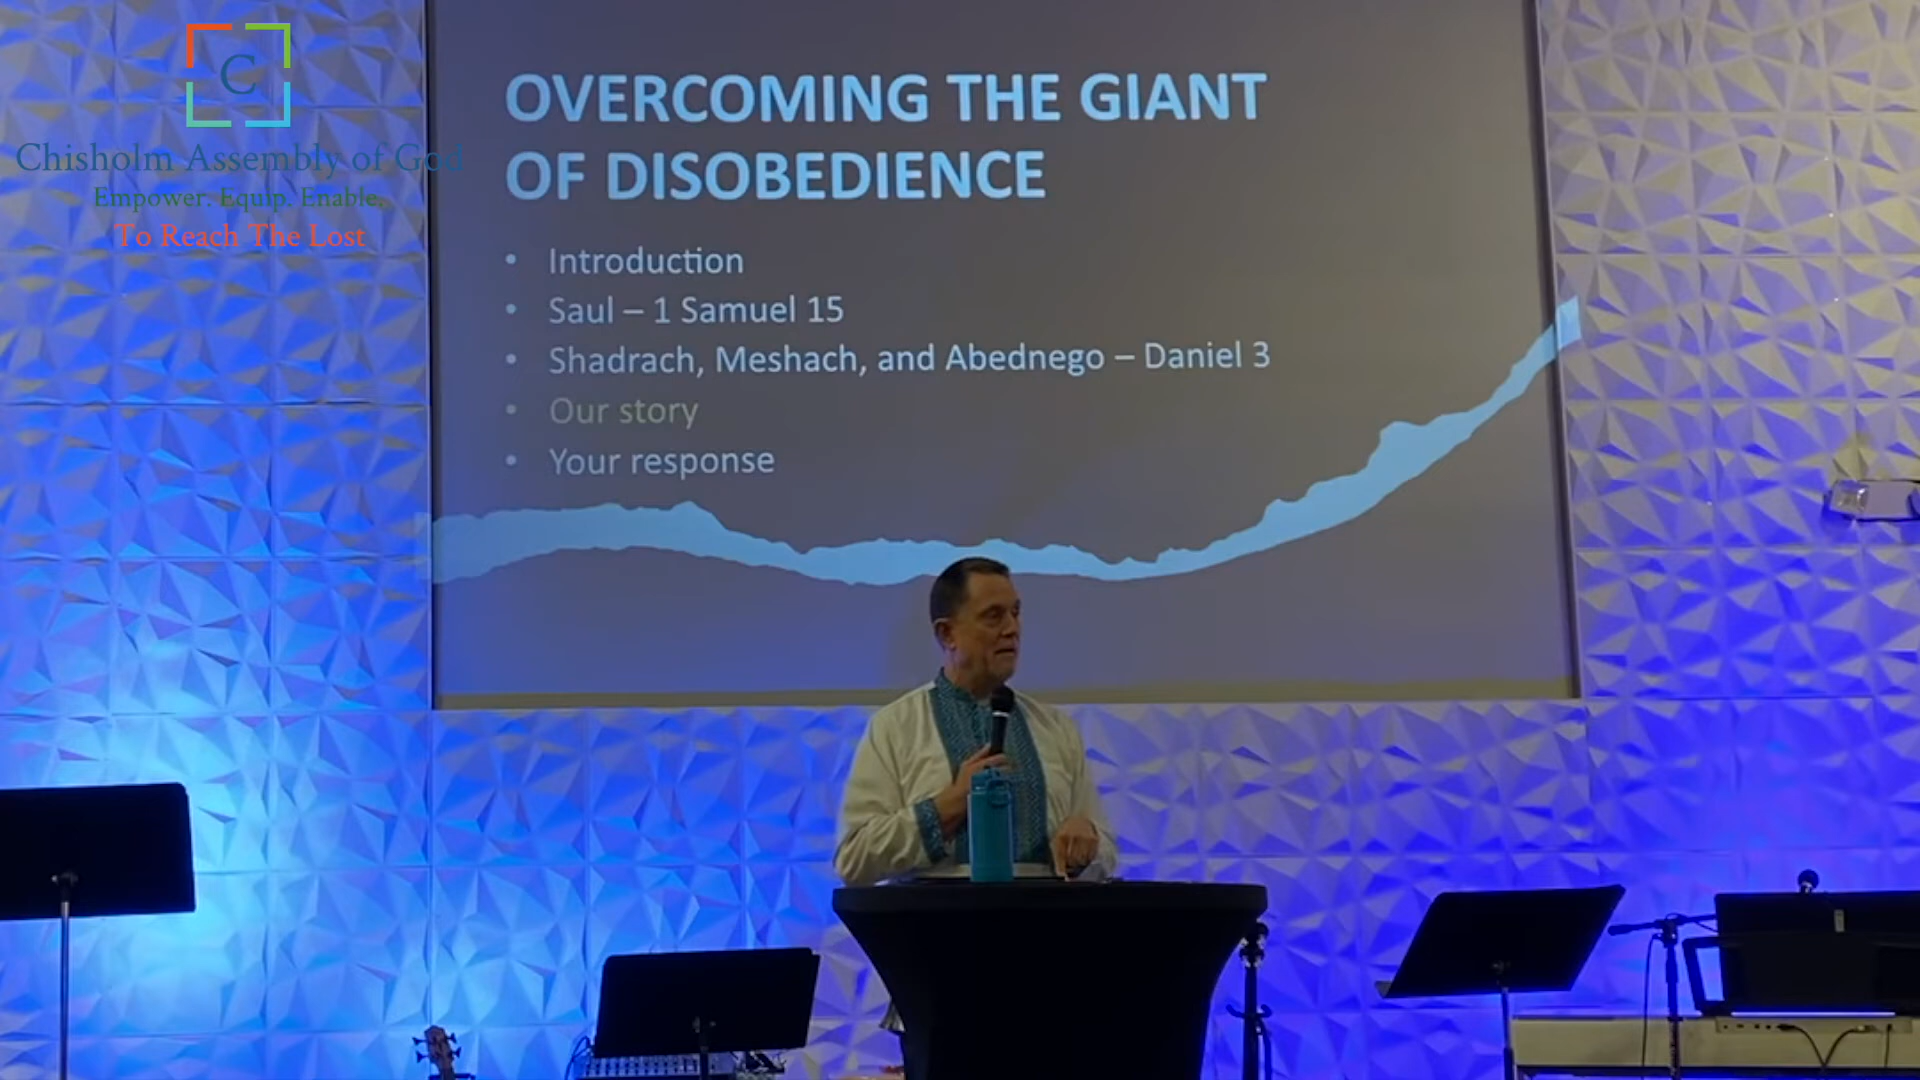 C
Chisholm Assembly of God
Empower. Equip. Enable.
To Reach The Lost
OVERCOMING THE GIANT
OF DISOBEDIENCE
• Introduction
• Saul – 1 Samuel 15
• Shadrach, Meshach, and Abednego – Daniel 3
• Our story
• Your response